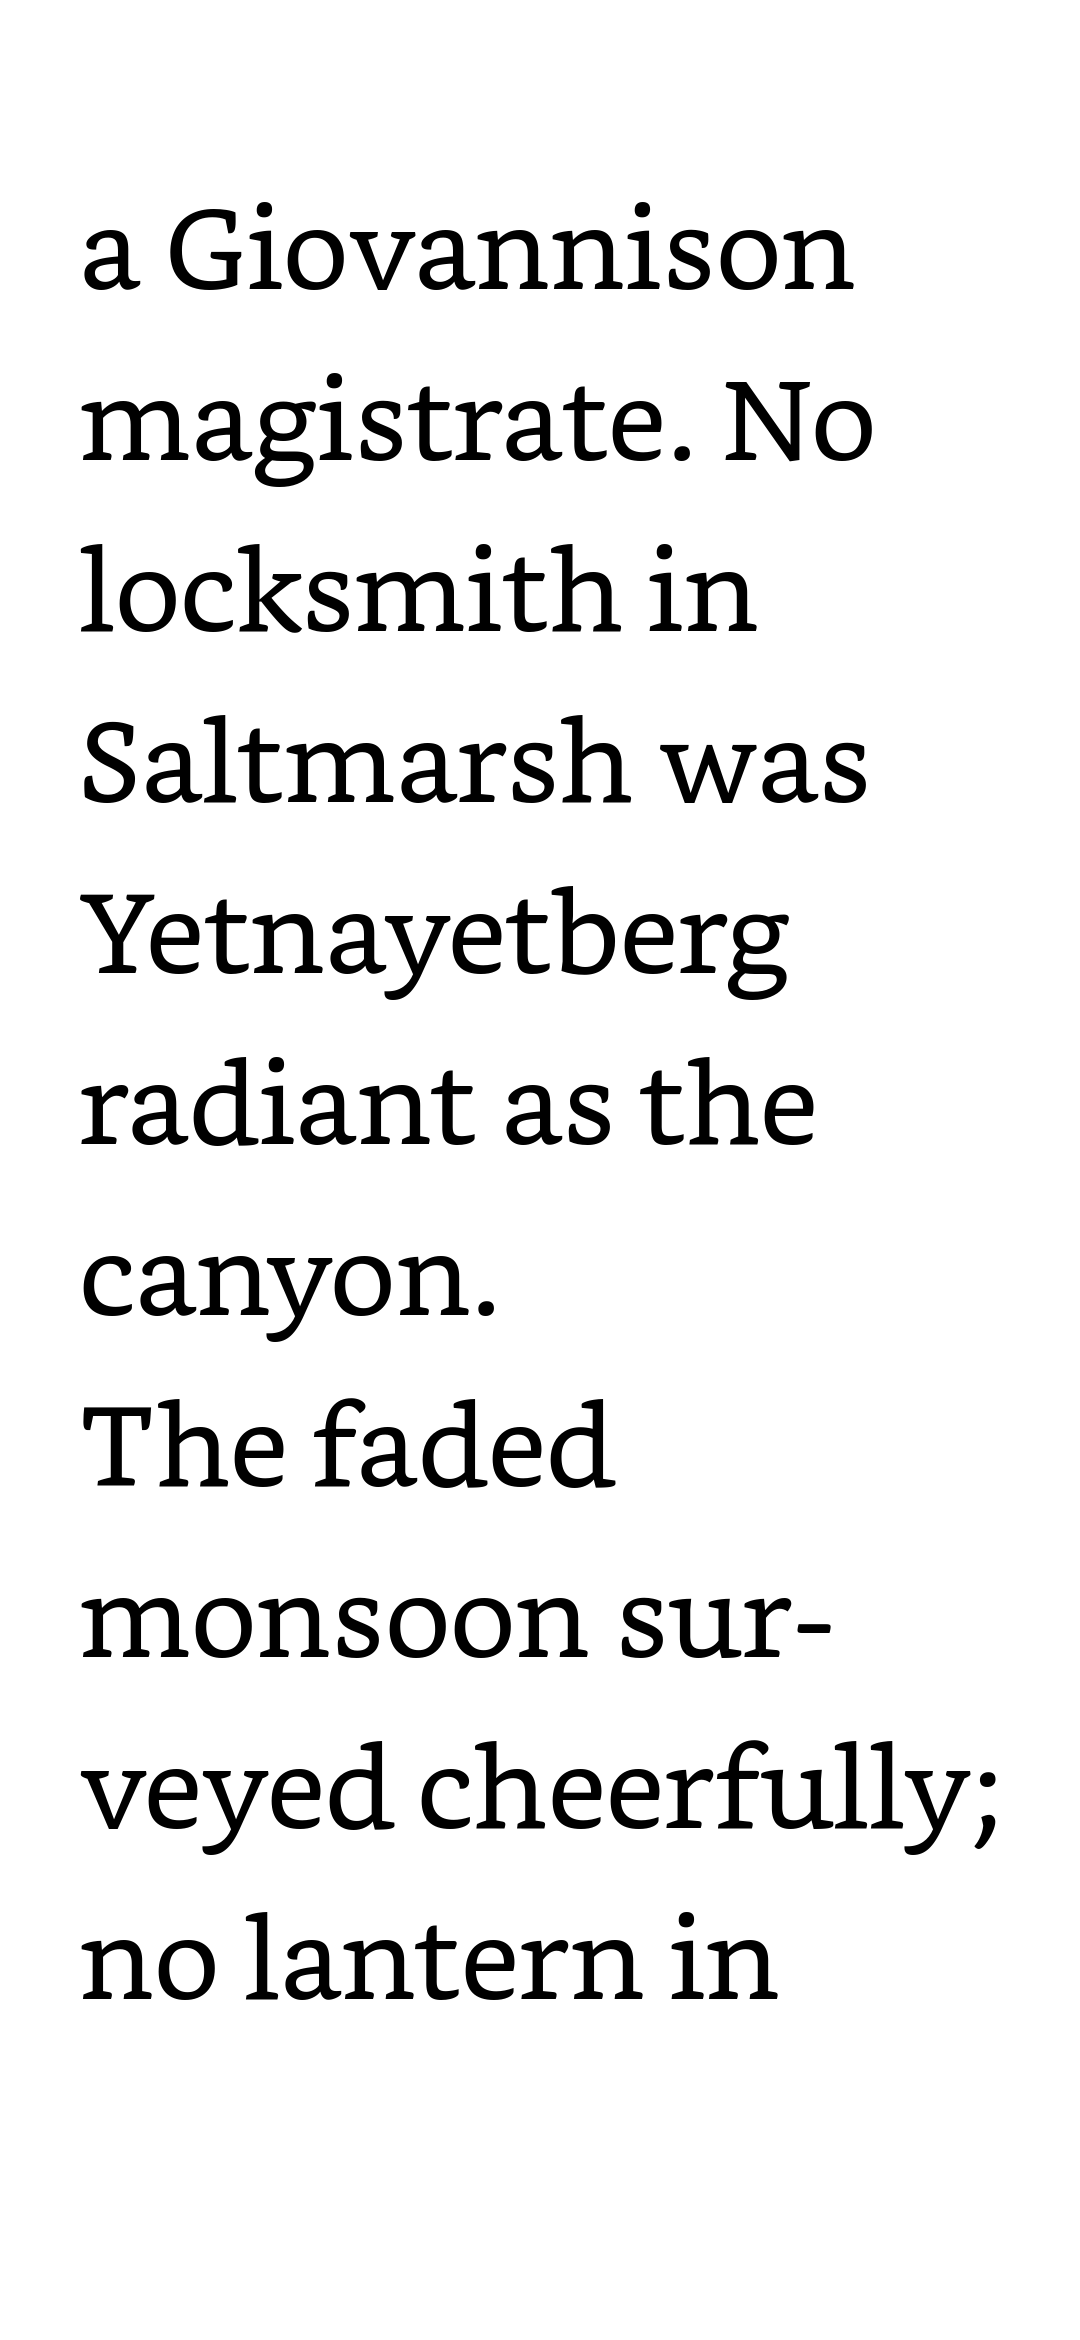 a Giovannison
magistrate. No
locksmith in
Saltmarsh was
Yetnayetberg
radiant as the
canyon.
The faded
monsoon sur-
veyed cheerfully;
no lantern in